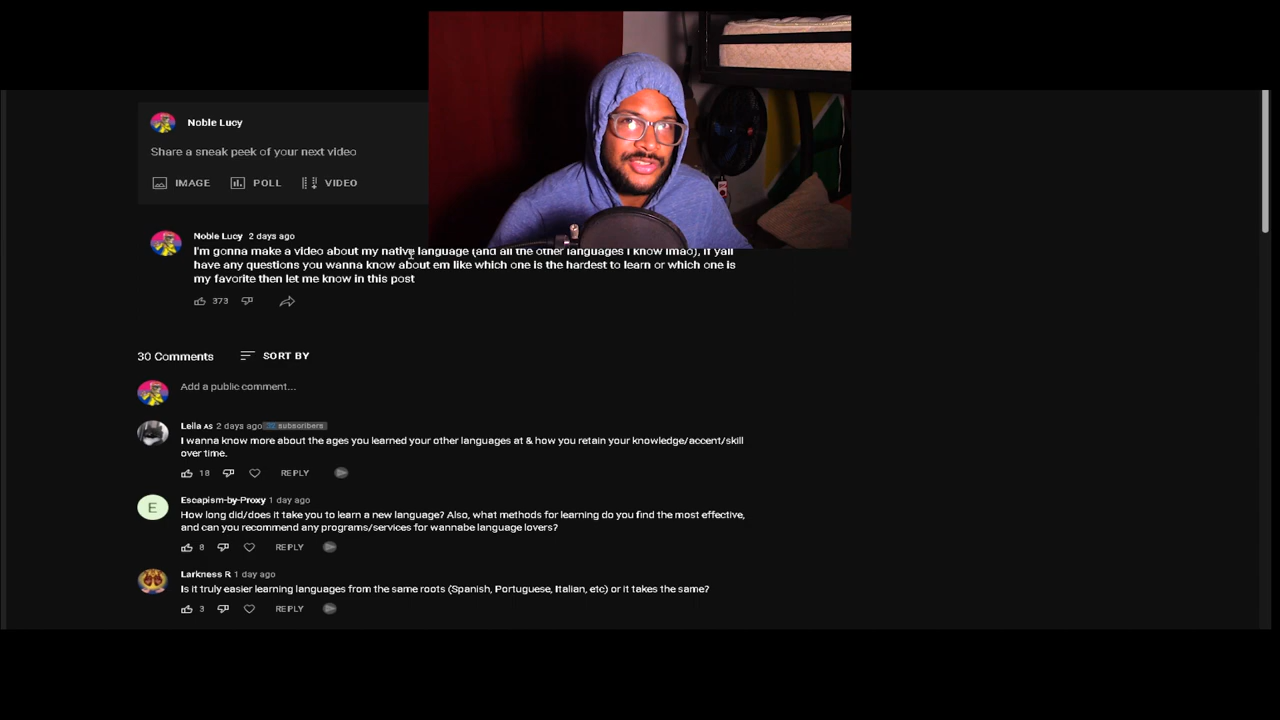 Noble Lucy
Share a sneak peek of your next video
IMAGE POLL VIDEO
Noble Lucy 2 days ago
I'm gonna make a video about my native language (and all the other languages I know lmao), if yall
have any questions you wanna know about em like which one is the hardest to learn or which one is
my favorite then let me know in this post
373
30 Comments SORT BY
Add a public comment...
Leila AS 2 days ago subscribers
I wanna know more about the ages you learned your other languages at & how you retain your knowledge/accent/skill
over time.
18 REPLY
E
Escapism-by-Proxy 1 day ago
How long did/does it take you to learn a new language? Also, what methods for learning do you find the most effective,
and can you recommend any programs/services for wannabe language lovers?
8 REPLY
Larkness R 1 day ago
Is it truly easier learning languages from the same roots (Spanish, Portuguese, Italian, etc) or it takes the same?
3 REPLY